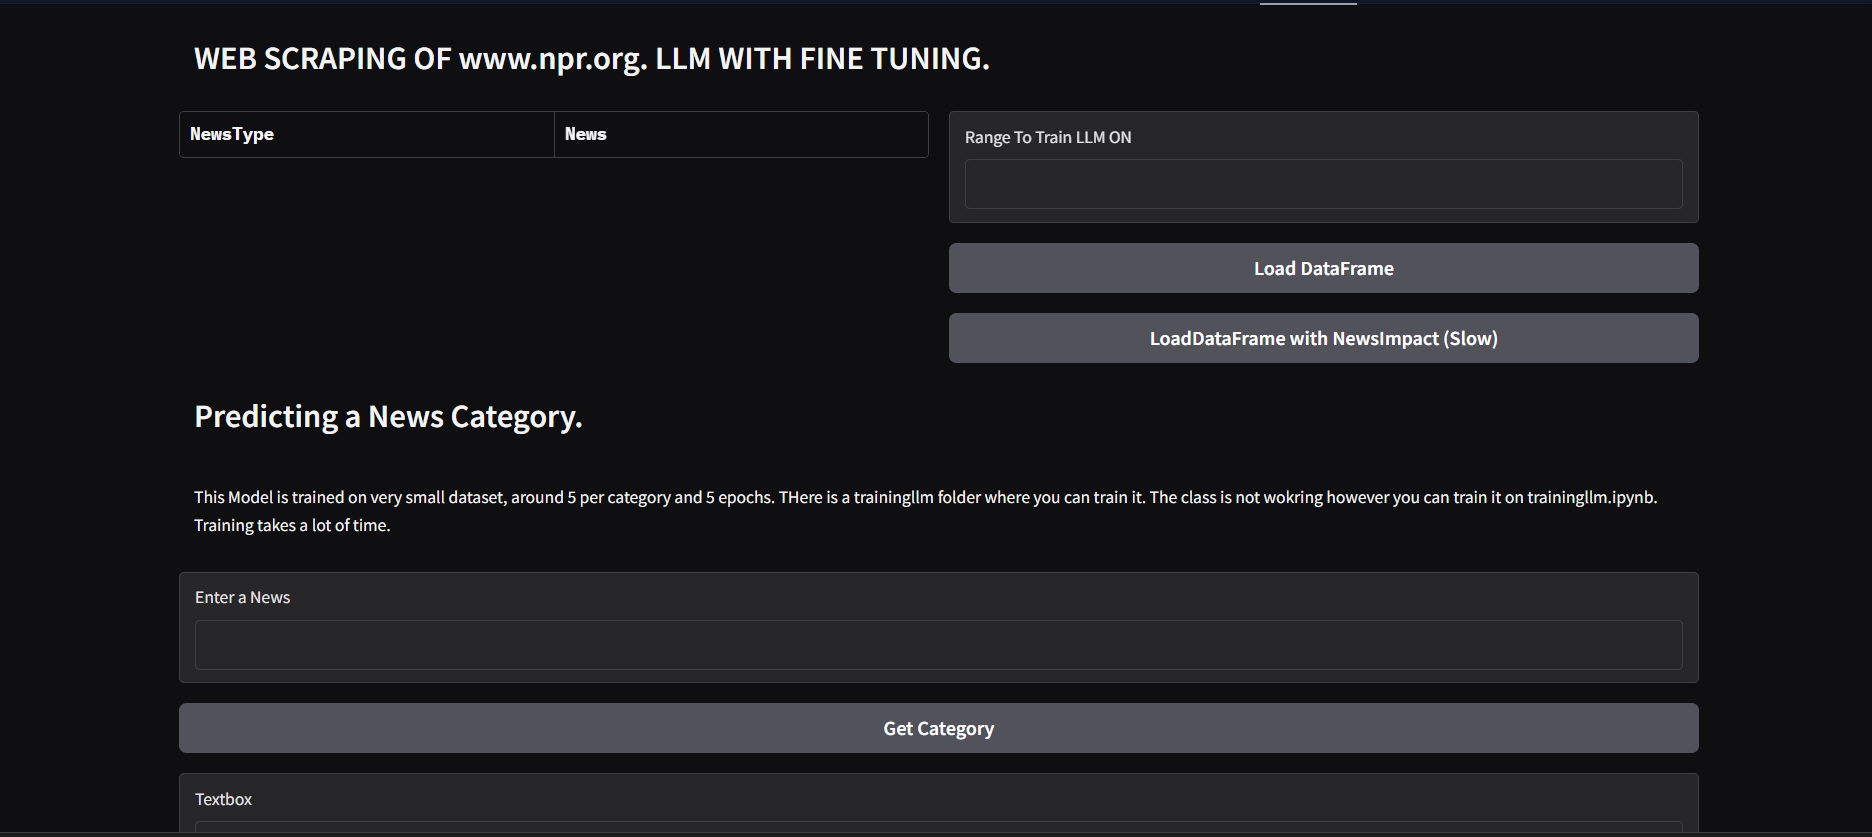 WEB SCRAPING OF www.npr.org. LLM WITH FINE TUNING.
NewsType News
Range To Train LLM ON
Load DataFrame
LoadDataFrame with NewsImpact (Slow)
Predicting a News Category.
This Model is trained on very small dataset, around 5 per category and 5 epochs. THere is a trainingllm folder where you can train it. The class is not wokring however you can train it on trainingllm.ipynb.
Training takes a lot of time.
Enter a News
Get Category
Textbox